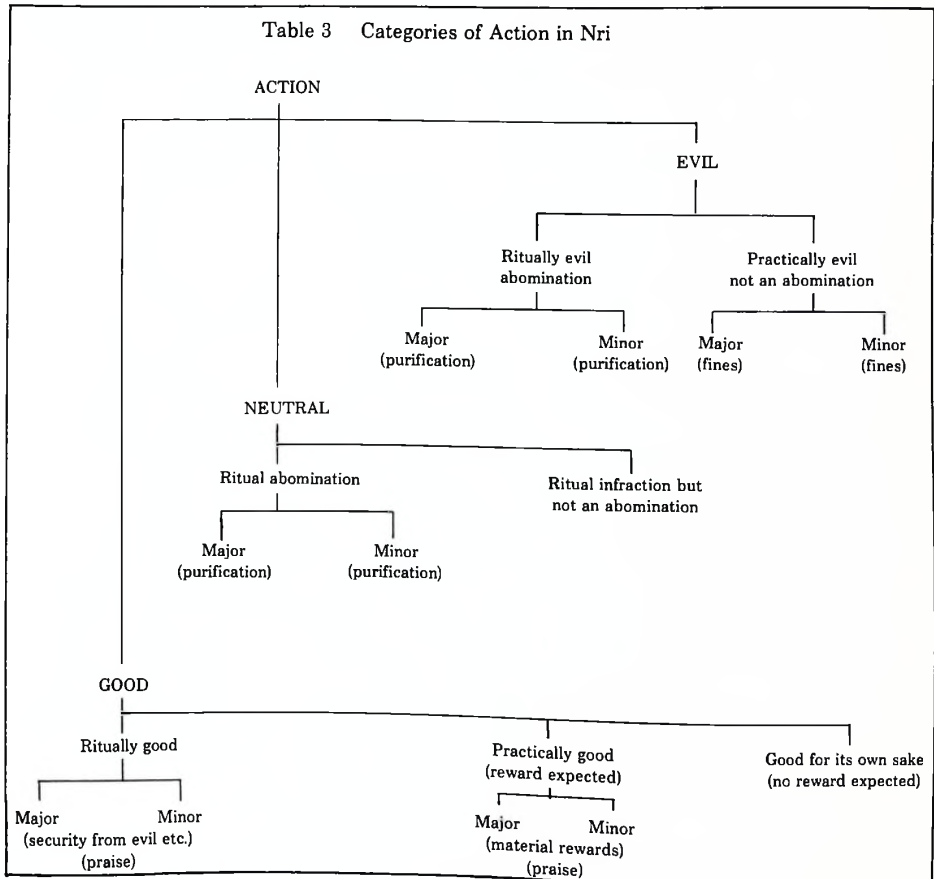 Table 3 Categories of Action in Nri
ACTION
EVIL
Ritually evil
abomination
Practically evil
not an abomination
Major
(purification)
Minor
(purification)
Major
(fines)
Minor
(fines)
NEUTRAL
Ritual abomination
Ritual infraction but
not an abomination
Major
(purification)
Minor
(purification)
GOOD
Ritually good
Practically good
(reward expected)
Good for its own sake
(no reward expected)
Major Minor
(security from evil etc.)
(praise)
Major Minor
(material rewards)
(praise)